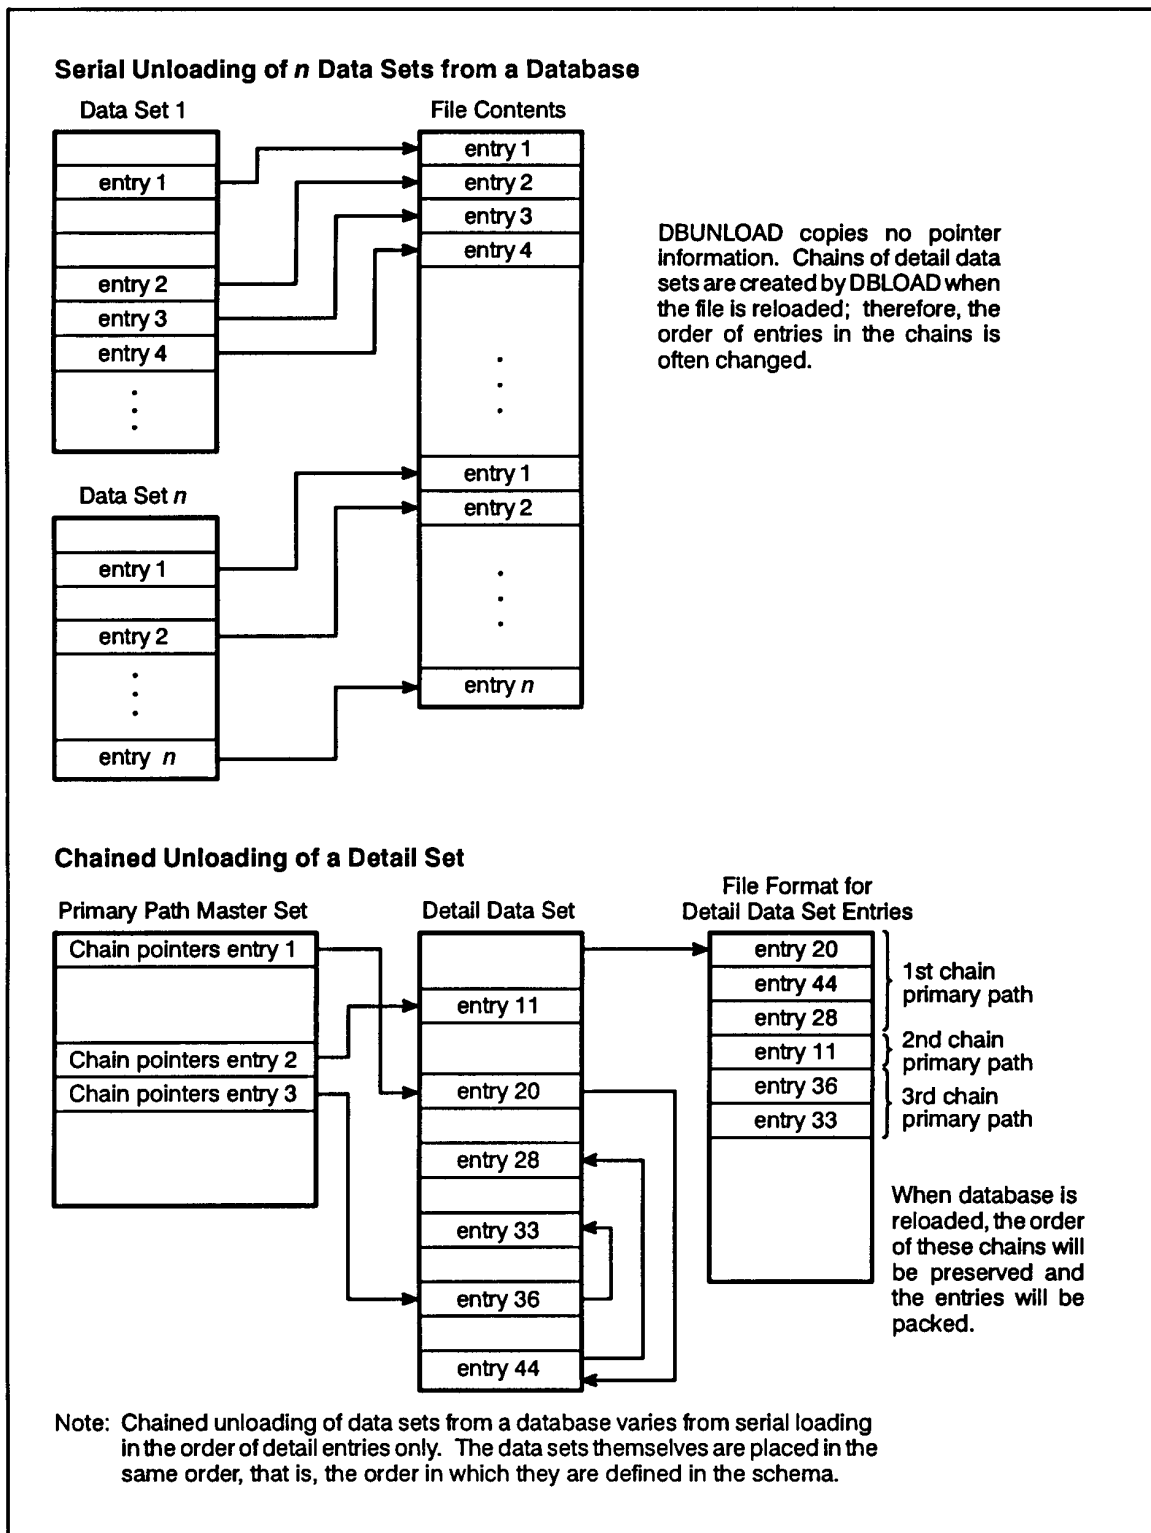 Serial Unloading of n Data Sets from a Database
Data Set 1
entry 1
entry 2
entry 3
entry 4
Data Set n
entry 1
entry 2
entry n
File Contents
entry 1
entry 2
entry 3
entry 4
entry 1
entry 2
entry n
DBUNLOAD copies no pointer
information. Chains of detail data
sets are created by DBLOAD when
the file is reloaded; therefore, the
order of entries in the chains is
often changed.
Chained Unloading of a Detail Set
Primary Path Master Set
Chain pointers entry 1
Chain pointers entry 2
Chain pointers entry 3
Detail Data Set
entry 11
entry 20
entry 28
entry 33
entry 36
entry 44
File Format for
Detail Data Set Entries
entry 20
entry 44
entry 28
entry 11
entry 36
entry 33
1st chain
primary path
2nd chain
primary path
3rd chain
primary path
When database is
reloaded, the order
of these chains will
be preserved and
the entries will be
packed.
Note: Chained unloading of data sets from a database varies from serial loading
in the order of detail entries only. The data sets themselves are placed in the
same order, that is, the order in which they are defined in the schema.